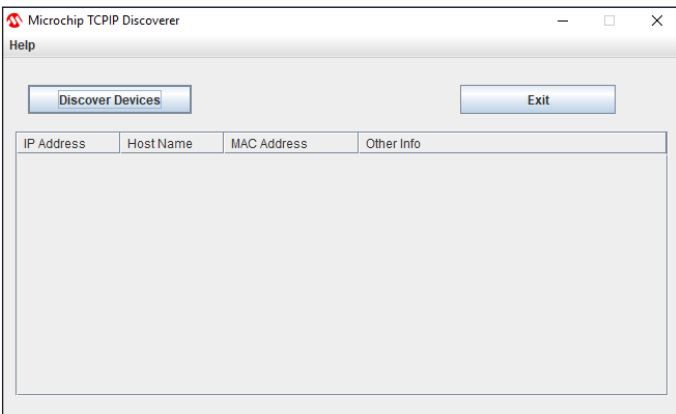 Microchip TCPIP Discoverer
Help
Discover Devices Exit
IP Address Host Name MAC Address Other Info